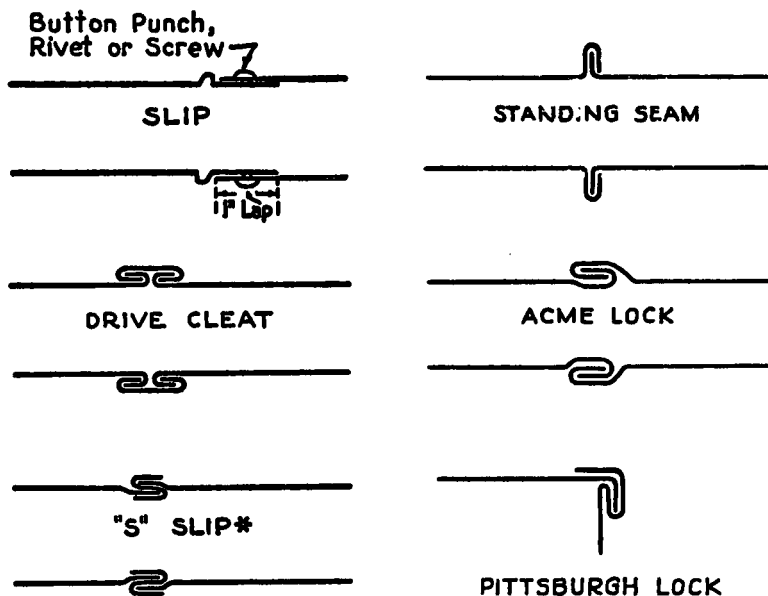 Button Punch,
Rivet or Screw
SLIP
1" Lap
DRIVE CLEAT
"S" SLIP*
STANDING SEAM
ACME LOCK
PITTSBURGH LOCK